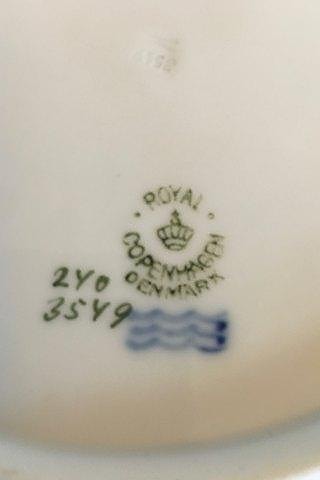 ROYAL
COPENHAGEN
DENMARK
240
3549